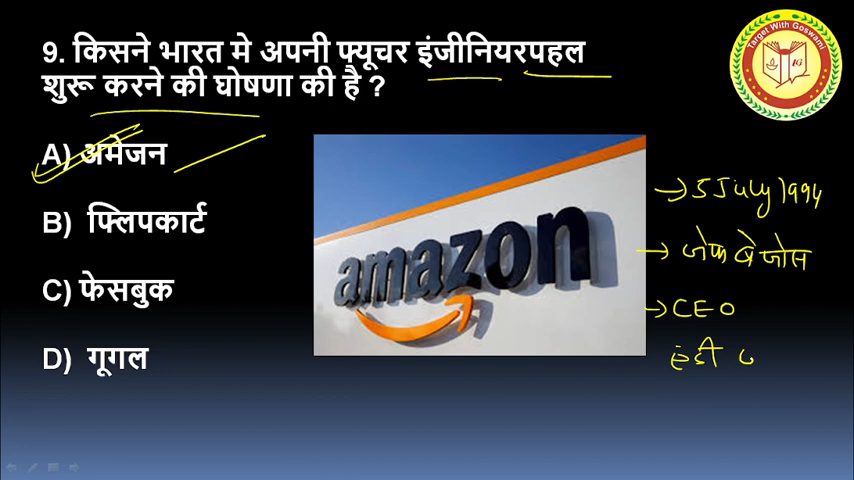 9. किसने भारत मे अपनी फ्यूचर इंजीनियरपहल
शुरू करने की घोषणा की है ?
A) अमेजन
B) फ्लिपकार्ट
C) फेसबुक
D) गूगल
amazon
Target With Goswami
5 July 1994
जेफ बेजोस
CEO